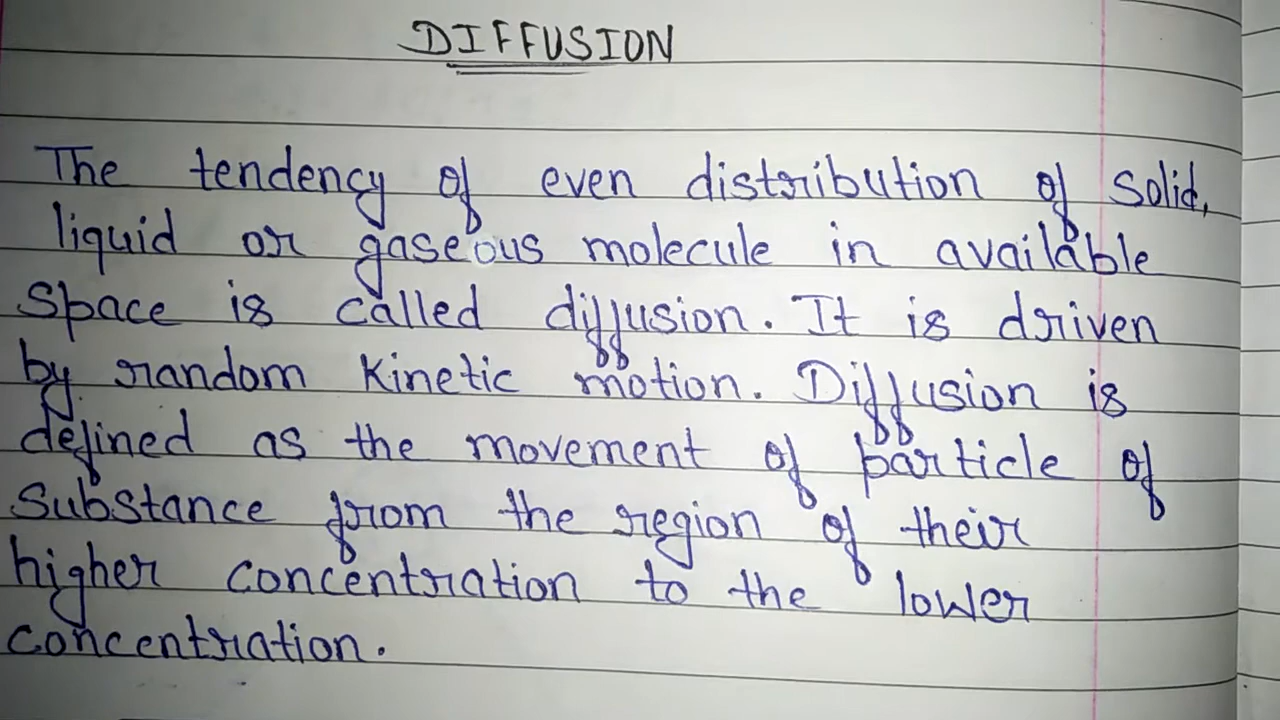 DIFFUSION
The tendency of even distribution of solid,
liquid or gaseous molecule in available
Space is called diffusion. It is driven
by random Kinetic motion. Diffusion is
defined as the movement of particle of
Substance from the region of their
higher concentration to the lower
concentration.